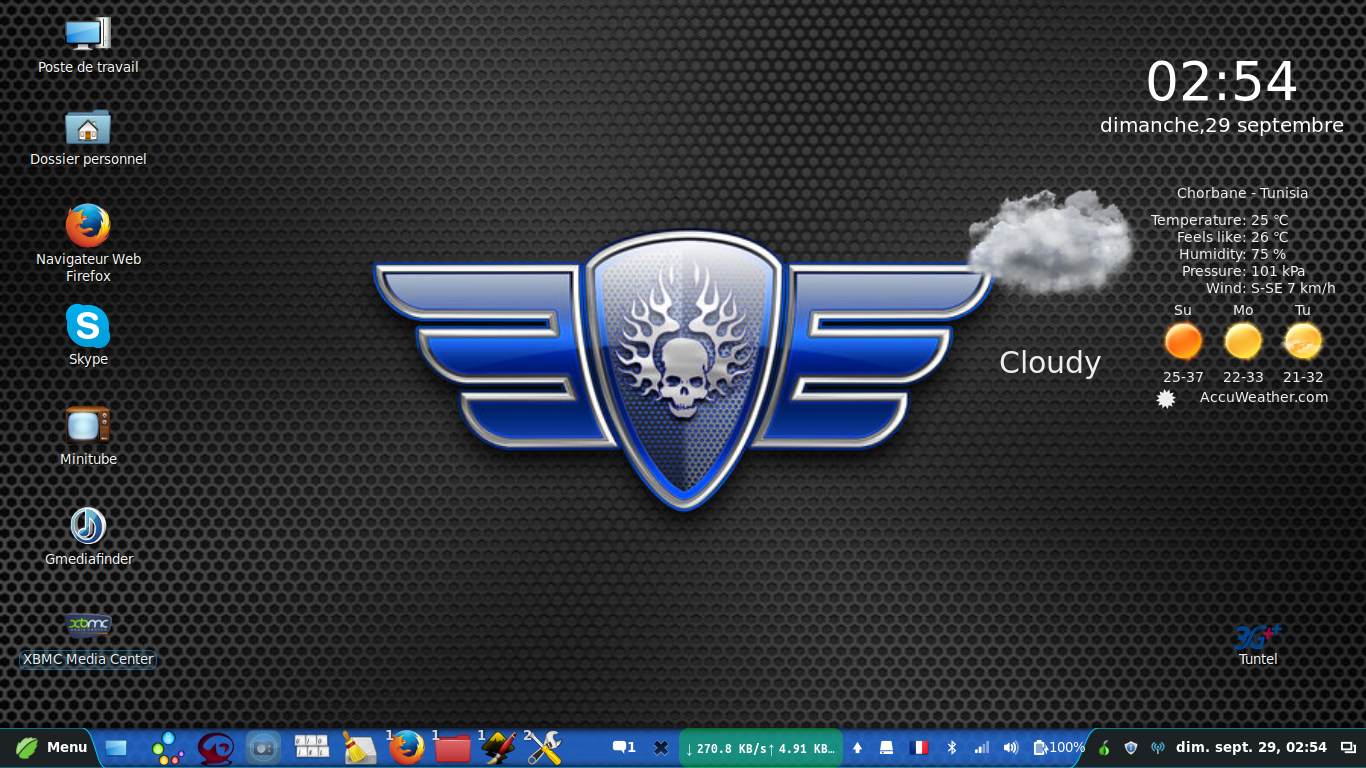 Poste de travail
Dossier personnel
Navigateur Web
Firefox
S
Skype
Minitube
Gmediafinder
xbmc
XBMC Media Center
02:54
dimanche,29 septembre
Chorbane - Tunisia
Temperature: 25 °C
Feels like: 26 °C
Humidity: 75 %
Pressure: 101 kPa
Wind: S-SE 7 km/h
Su Mo Tu
25-37 22-33 21-32
AccuWeather.com
Cloudy
3G++
Tuntel
Menu
1 1 1 2
1
↓ 270.8 KB/s↑ 4.91 KB…
100%
dim. sept. 29, 02:54